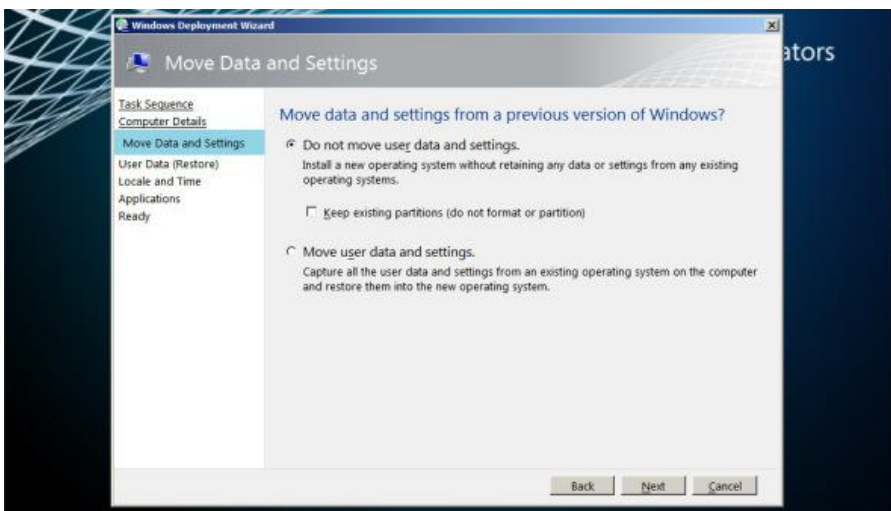 Windows Deployment Wizard
ators
Move Data and Settings
Task Sequence
Computer Details
Move Data and Settings
User Data (Restore)
Locale and Time
Applications
Ready
Move data and settings from a previous version of Windows?
Do not move user data and settings.
Install a new operating system without retaining any data or settings from any existing
operating systems.
Keep existing partitions (do not format or partition)
Move user data and settings.
Capture all the user data and settings from an existing operating system on the computer
and restore them into the new operating system.
Back Next Cancel